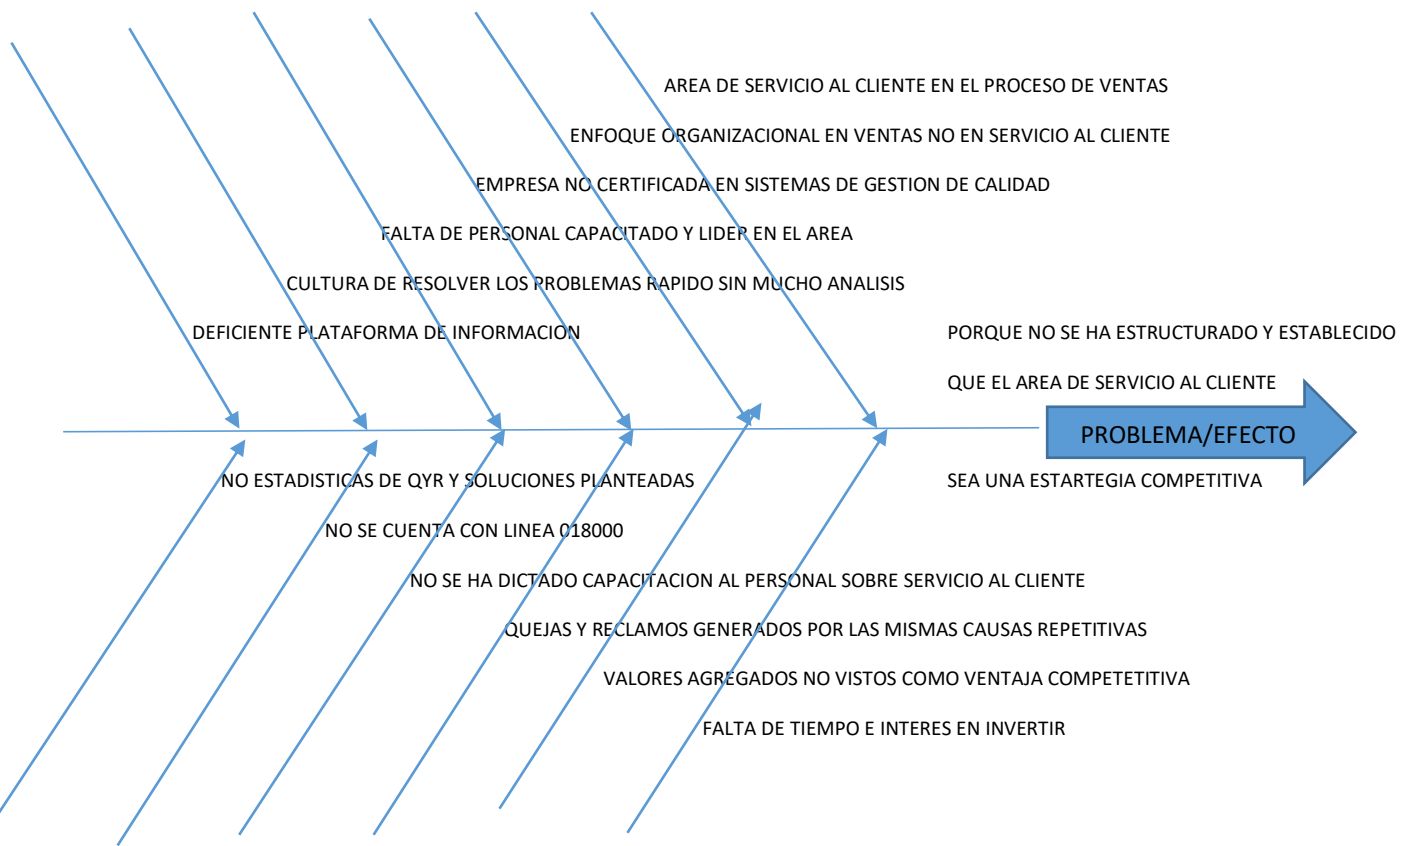 AREA DE SERVICIO AL CLIENTE EN EL PROCESO DE VENTAS
ENFOQUE ORGANIZACIONAL EN VENTAS NO EN SERVICIO AL CLIENTE
EMPRESA NO CERTIFICADA EN SISTEMAS DE GESTION DE CALIDAD
FALTA DE PERSONAL CAPACITADO Y LIDER EN EL AREA
CULTURA DE RESOLVER LOS PROBLEMAS RAPIDO SIN MUCHO ANALISIS
DEFICIENTE PLATAFORMA DE INFORMACION
PORQUE NO SE HA ESTRUCTURADO Y ESTABLECIDO
QUE EL AREA DE SERVICIO AL CLIENTE
PROBLEMA/EFECTO
NO ESTADISTICAS DE QYR Y SOLUCIONES PLANTEADAS
SEA UNA ESTARTEGIA COMPETITIVA
NO SE CUENTA CON LINEA 018000
NO SE HA DICTADO CAPACITACION AL PERSONAL SOBRE SERVICIO AL CLIENTE
QUEJAS Y RECLAMOS GENERADOS POR LAS MISMAS CAUSAS REPETITIVAS
VALORES AGREGADOS NO VISTOS COMO VENTAJA COMPETETITIVA
FALTA DE TIEMPO E INTERES EN INVERTIR